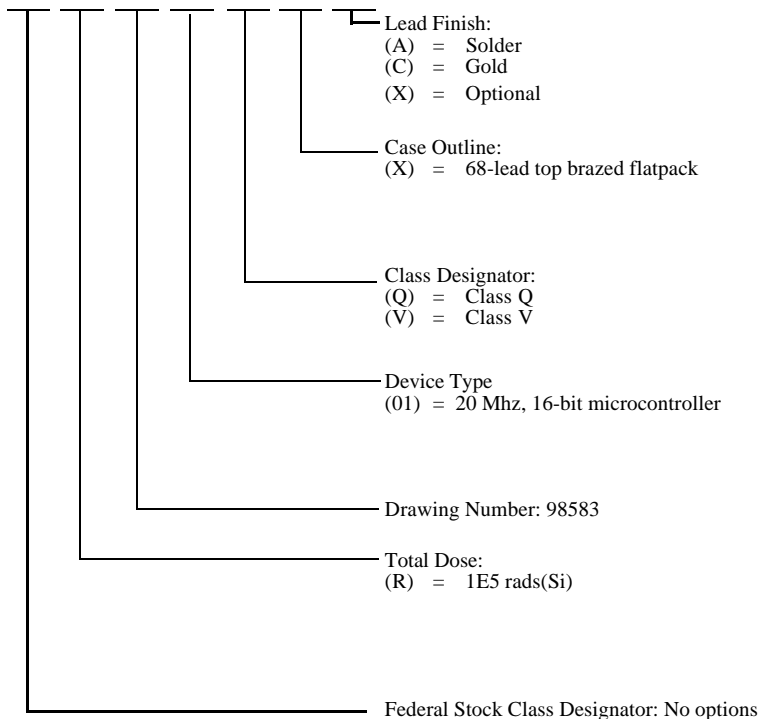 Lead Finish:
(A) = Solder
(C) = Gold
(X) = Optional
Case Outline:
(X) = 68-lead top brazed flatpack
Class Designator:
(Q) = Class Q
(V) = Class V
Device Type
(01) = 20 Mhz, 16-bit microcontroller
Drawing Number: 98583
Total Dose:
(R) = 1E5 rads(Si)
Federal Stock Class Designator: No options